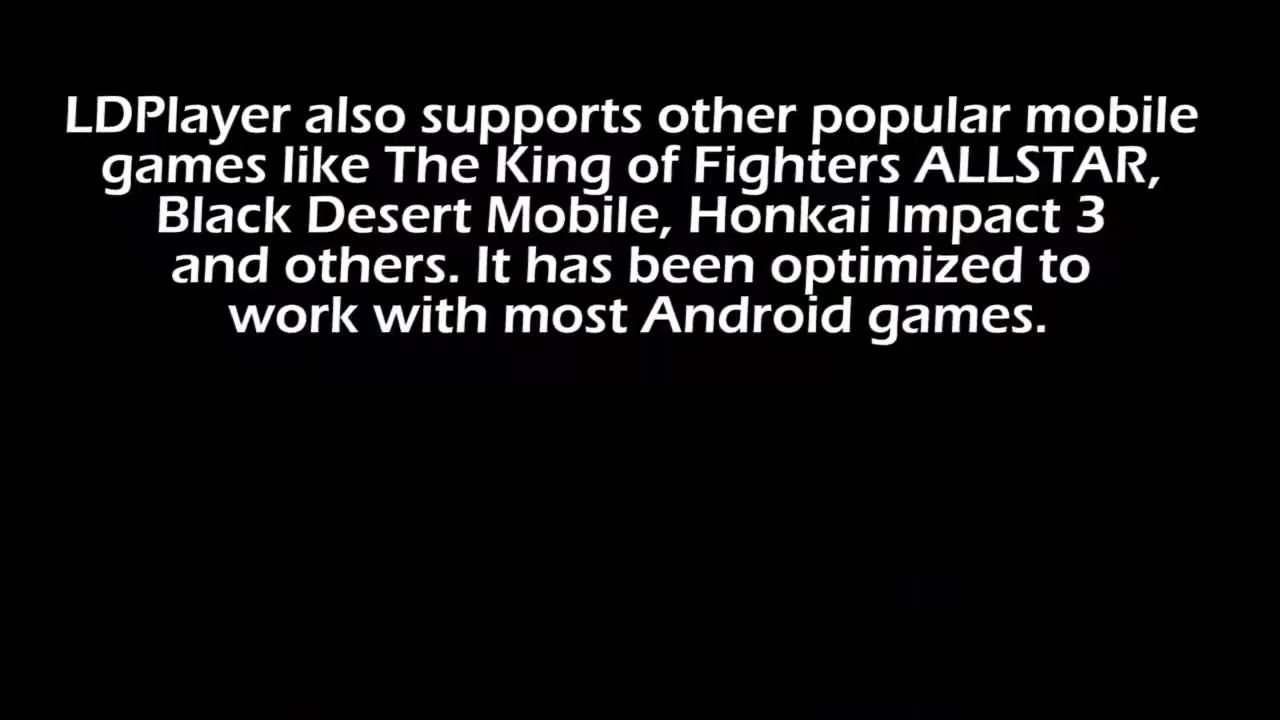 LDPlayer also supports other popular mobile
games like The King of Fighters ALLSTAR,
Black Desert Mobile, Honkai Impact 3
and others. It has been optimized to
work with most Android games.